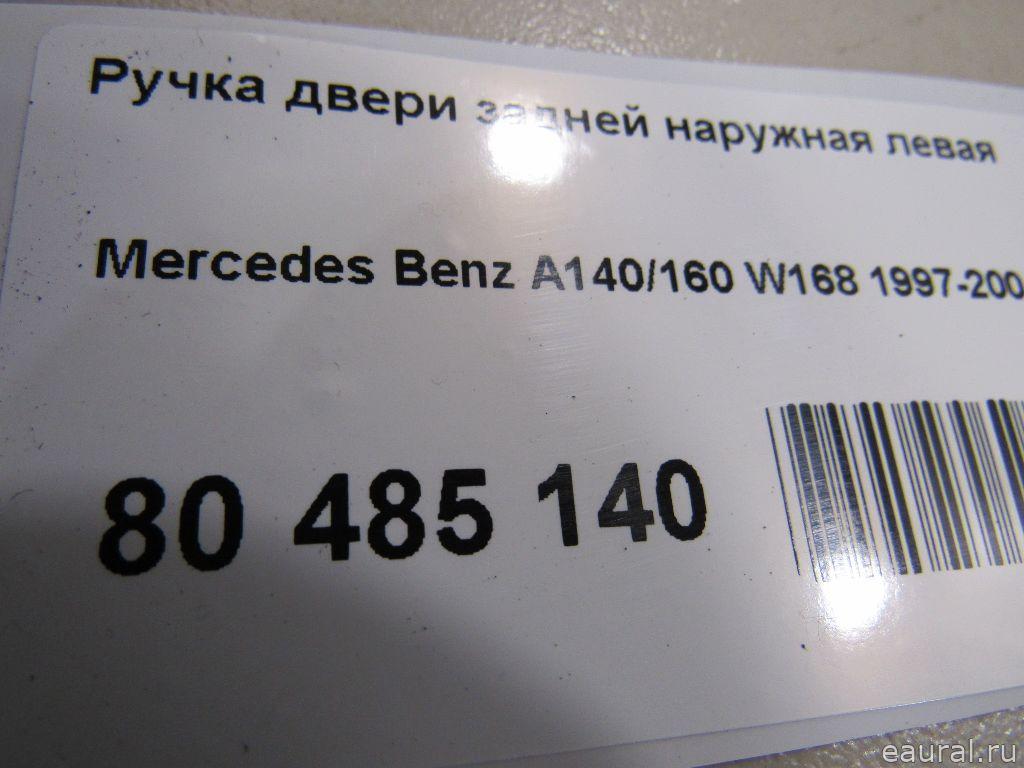 Ручка двери задней наружная левая
Mercedes Benz A140/160 W168 1997-200
80 485 140
eaural.ru